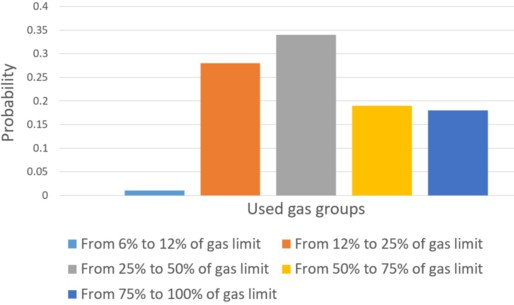 0.4
0.35
0.3
0.25
0.2
0.15
0.1
0.05
0
Probability
Used gas groups
From 6% to 12% of gas limit
From 12% to 25% of gas limit
From 25% to 50% of gas limit
From 50% to 75% of gas limit
From 75% to 100% of gas limit